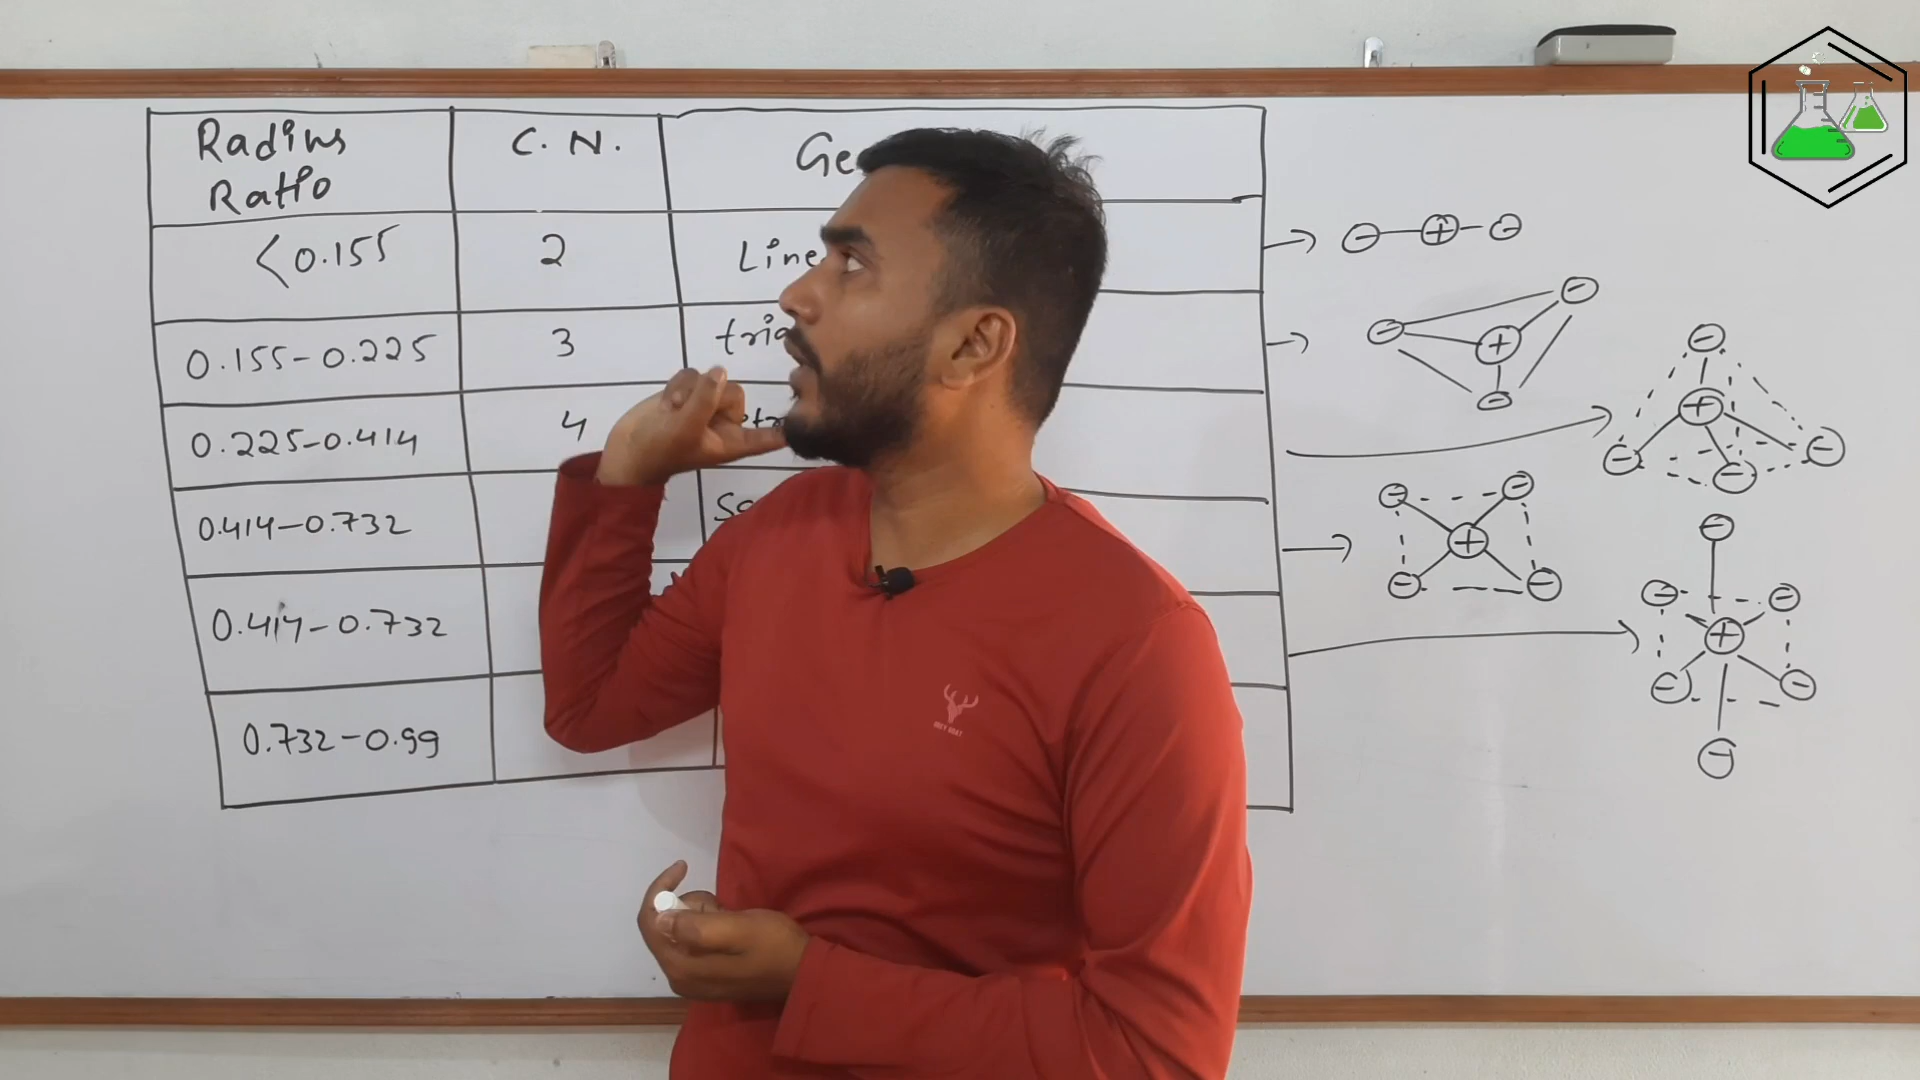 Radius
Ratio
C. N.
Ge
<0.155
2
Line
0.155-0.225
3
tria
0.225-0.414
4
0.414-0.732
0.414-0.732
0.732-0.99